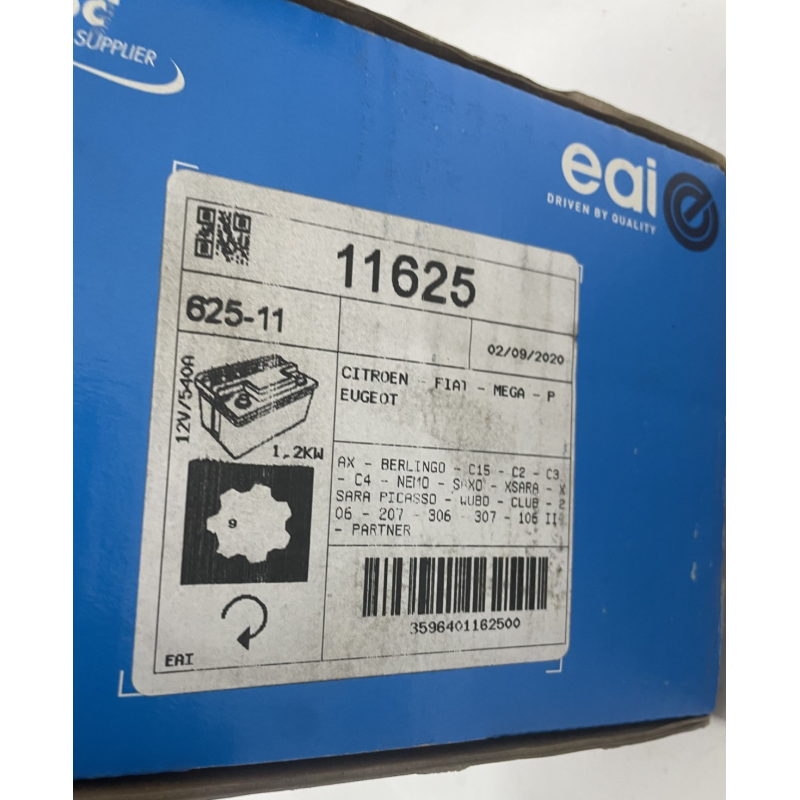 SUPPLIER
eai
DRIVEN BY QUALITY
11625
625-11
02/09/2020
12V/540A
1,2KW
CITROEN - FIAT - MEGA - P
EUGEOT
AX - BERLINGO - C15 - C2 - C3
- C4 - NEMO - SAXO - XSARA - X
SARA PICASSO - WUBO - CLUB - 2
06 - 207 - 306 - 307 - 106 II
- PARTNER
9
3596401162500
EAI